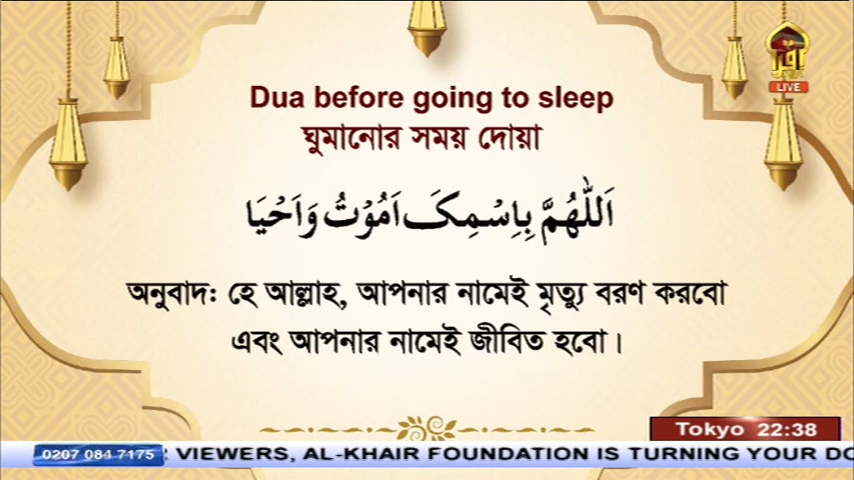 Dua before going to sleep
ঘুমানোর সময় দোয়া
اَللّٰهُمَّ بِاِسْمِكَ اَمُوْتُ وَاَحْيَا
অনুবাদ: হে আল্লাহ, আপনার নামেই মৃত্যু বরণ করবো
এবং আপনার নামেই জীবিত হবো।
اقرأ
LIVE
Tokyo 22:38
0207 084 7175 VIEWERS, AL-KHAIR FOUNDATION IS TURNING YOUR